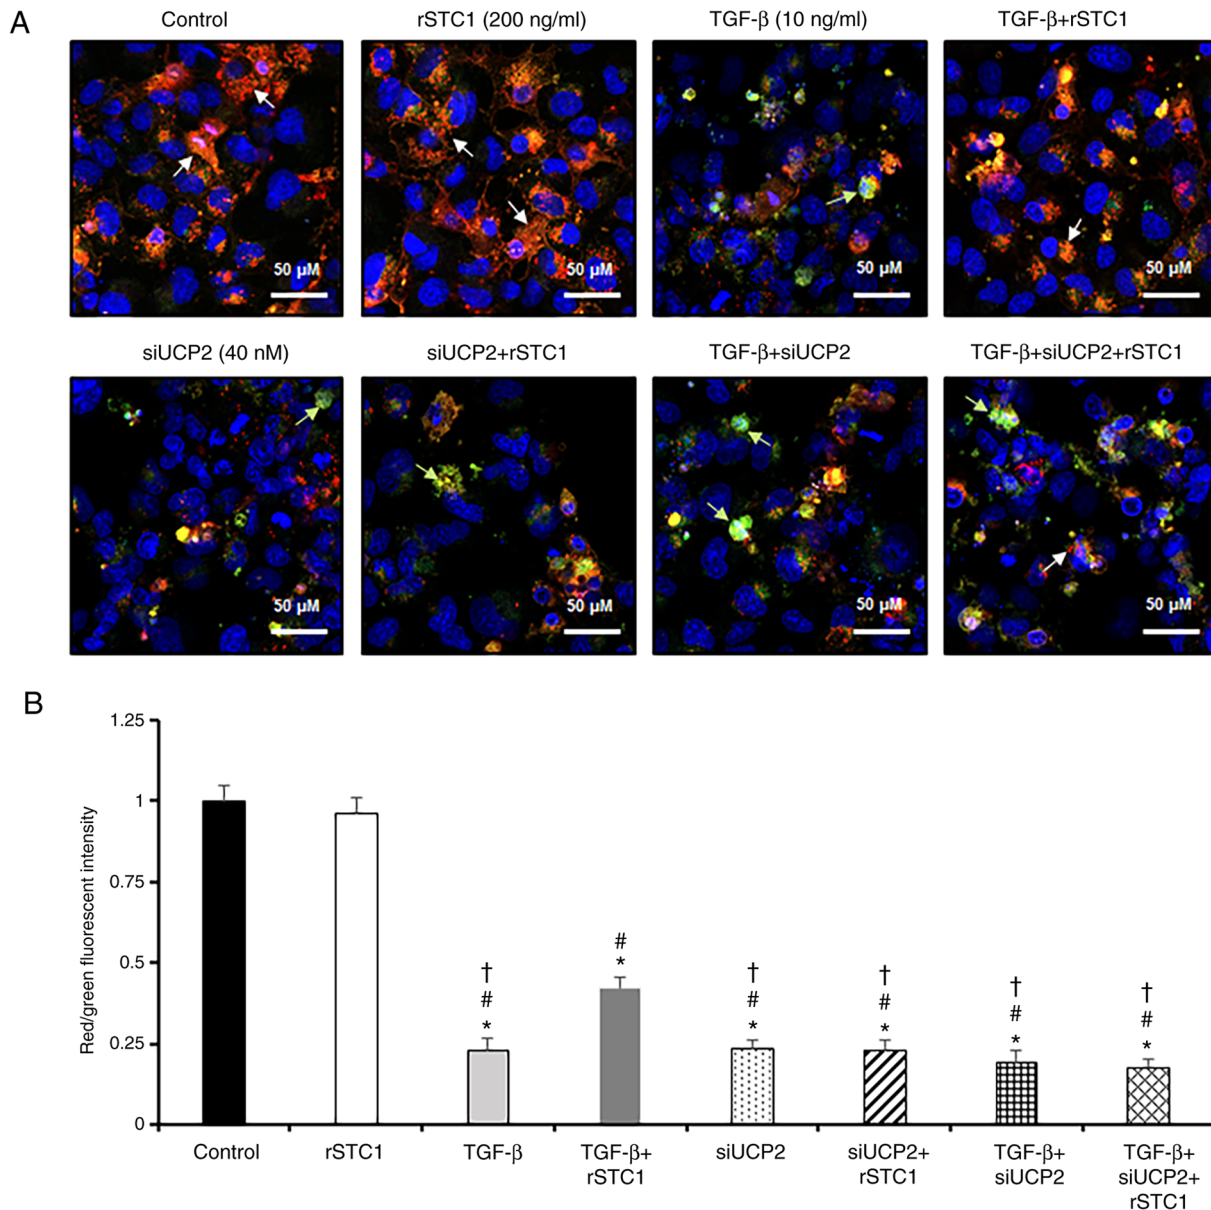 A
Control
rSTC1 (200 ng/ml)
TGF-β (10 ng/ml)
TGF-β+rSTC1
50 µM
50 µM
50 µM
50 µM
siUCP2 (40 nM)
siUCP2+rSTC1
TGF-β+siUCP2
TGF-β+siUCP2+rSTC1
50 µM
50 µM
50 µM
50 µM
B
Red/green fluorescent intensity
1.25
1
0.75
0.5
0.25
0
†
#
*
#
*
†
#
*
†
#
*
†
#
*
†
#
*
Control
rSTC1
TGF-β
TGF-β+
rSTC1
siUCP2
siUCP2+
rSTC1
TGF-β+
siUCP2
TGF-β+
siUCP2+
rSTC1